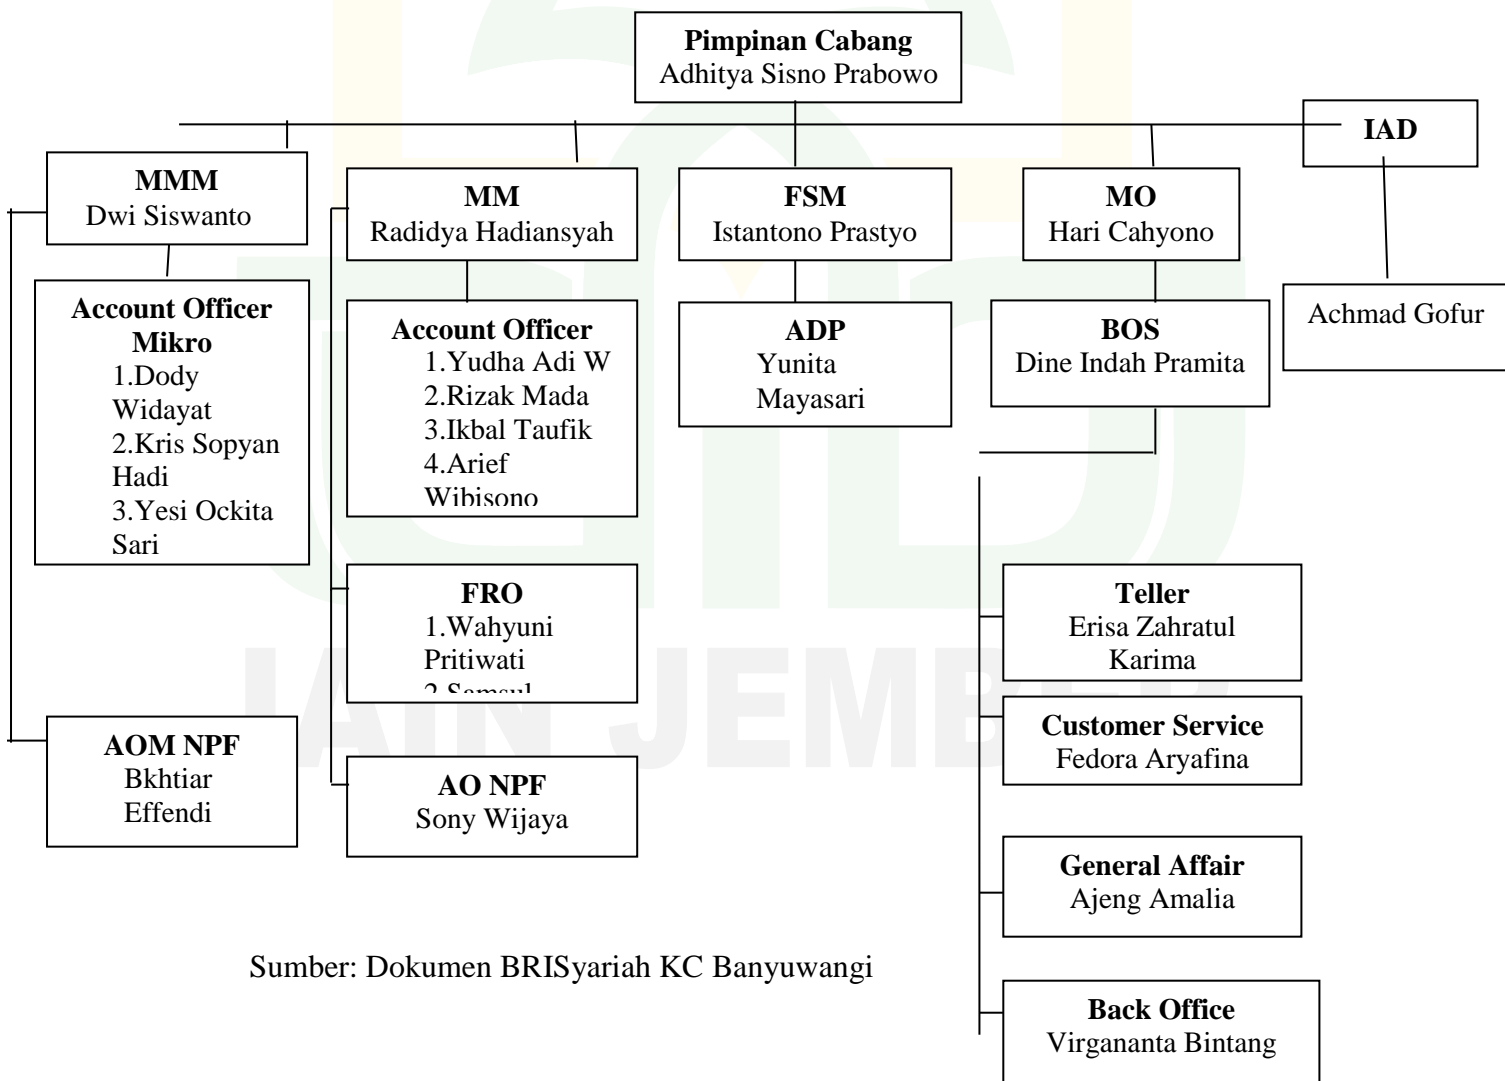 Pimpinan Cabang
Adhitya Sisno Prabowo
IAD
MMM
Dwi Siswanto
MM
Radidya Hadiansyah
FSM
Istantono Prastyo
MO
Hari Cahyono
Account Officer
Mikro
1.Dody
Widayat
2.Kris Sopyan
Hadi
3.Yesi Ockita
Sari
Account Officer
1.Yudha Adi W
2.Rizak Mada
3.Ikbal Taufik
4.Arief
Wibisono
ADP
Yunita
Mayasari
BOS
Dine Indah Pramita
Achmad Gofur
FRO
1.Wahyuni
Pritiwati
2.Samsul
Teller
Erisa Zahratul
Karima
AOM NPF
Bkhtiar
Effendi
AO NPF
Sony Wijaya
Customer Service
Fedora Aryafina
General Affair
Ajeng Amalia
Back Office
Virgananta Bintang
Sumber: Dokumen BRISyariah KC Banyuwangi
IAIN JEMBER